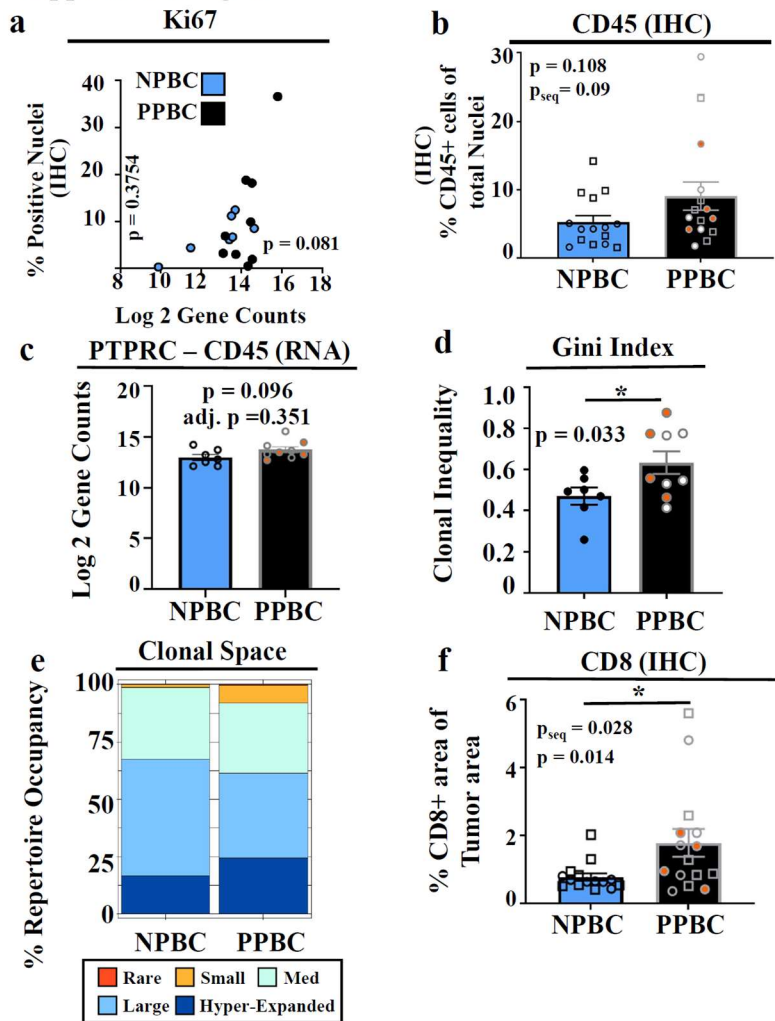 a
Ki67
% Positive Nuclei
(IHC)
40
30
20
10
NPBC
PPBC
p = 0.3754
p = 0.081
8
10
12
14
16
18
Log 2 Gene Counts
b
CD45 (IHC)
(IHC)
% CD45+ cells of
total Nuclei
30
20
10
0
p = 0.108
pseq = 0.09
NPBC
PPBC
c
PTPRC – CD45 (RNA)
Log 2 Gene Counts
20
15
10
5
0
p = 0.096
adj. p =0.351
NPBC
PPBC
d
Gini Index
Clonal Inequality
1.0
0.8
0.6
0.4
0.2
0
*
p = 0.033
NPBC
PPBC
e
Clonal Space
% Repertoire Occupancy
100
75
50
25
0
NPBC
PPBC
Rare
Small
Med
Large
Hyper-Expanded
f
CD8 (IHC)
% CD8+ area of
Tumor area
6
4
2
0
*
pseq = 0.028
p = 0.014
NPBC
PPBC